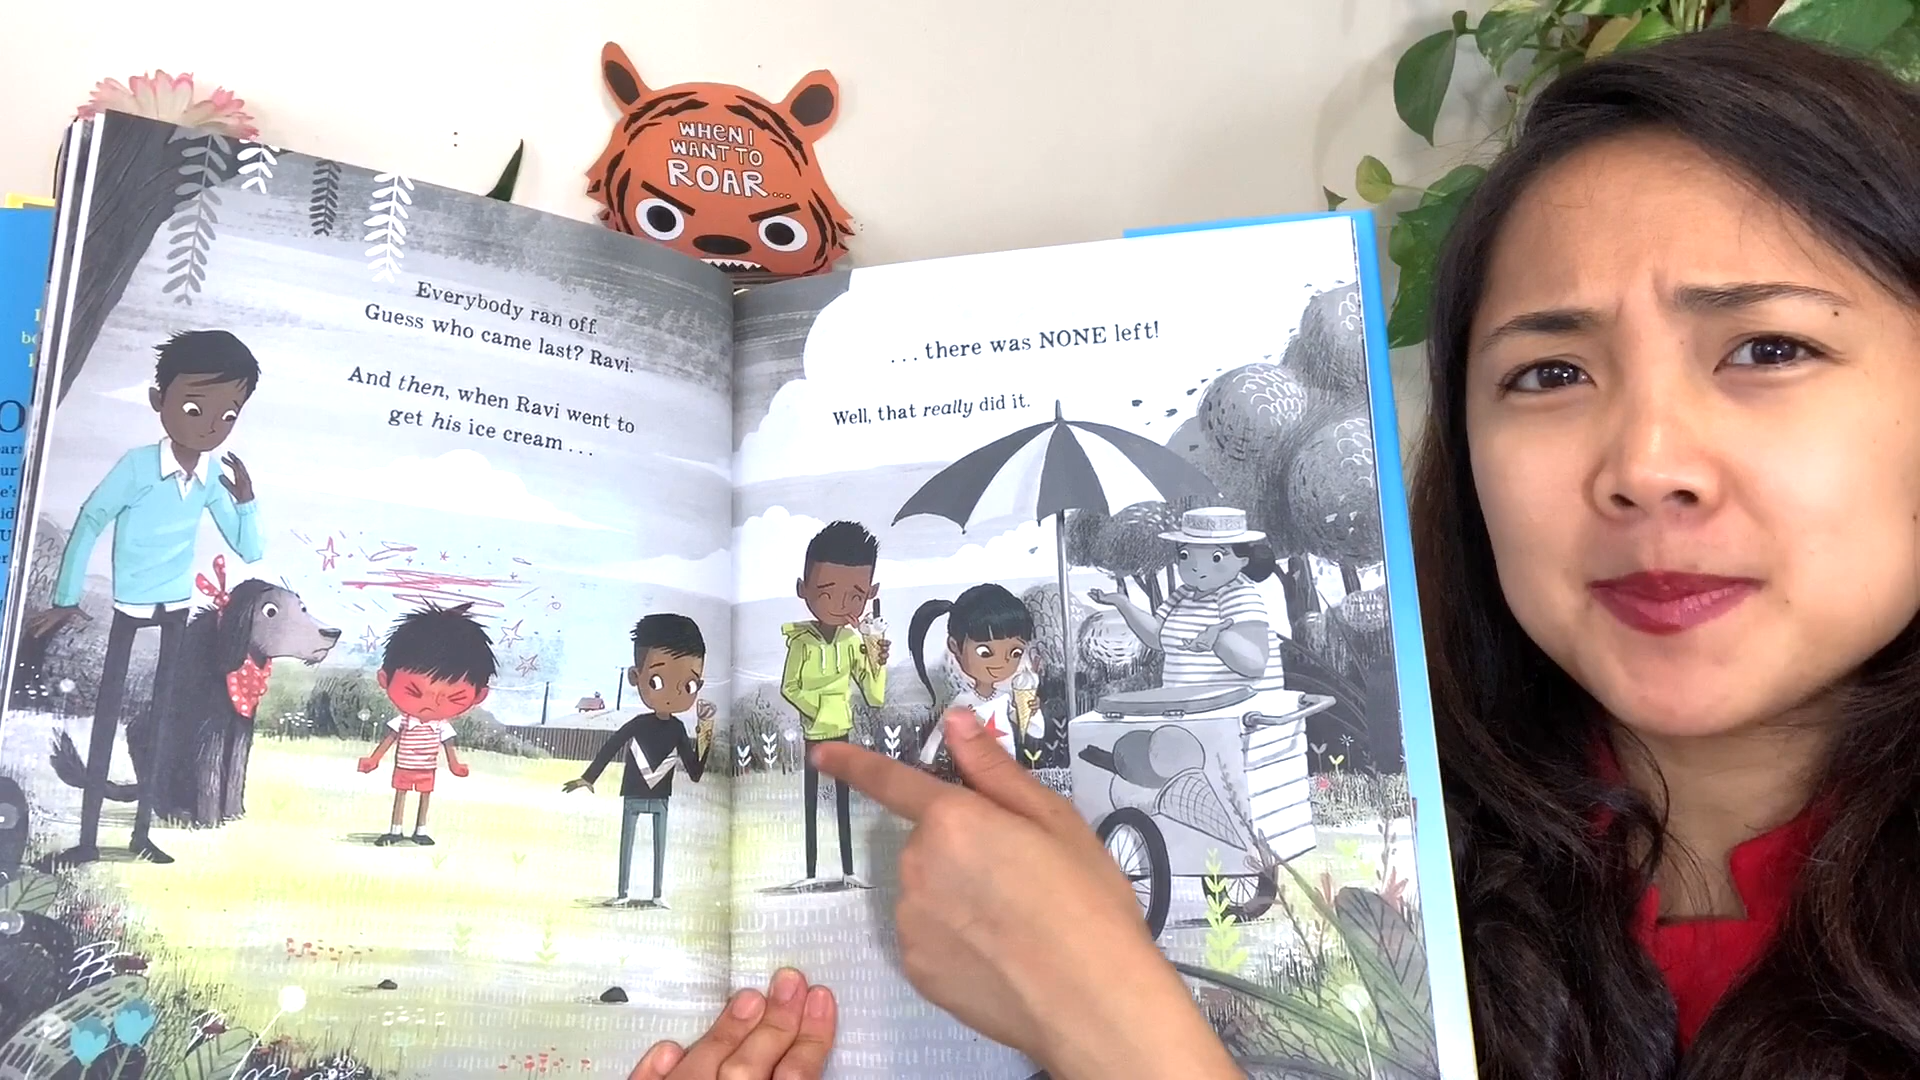 WHEN I
WANT TO
ROAR...
Everybody ran off.
Guess who came last? Ravi.
And then, when Ravi went to
get his ice cream . . .
. . . there was NONE left!
Well, that really did it.